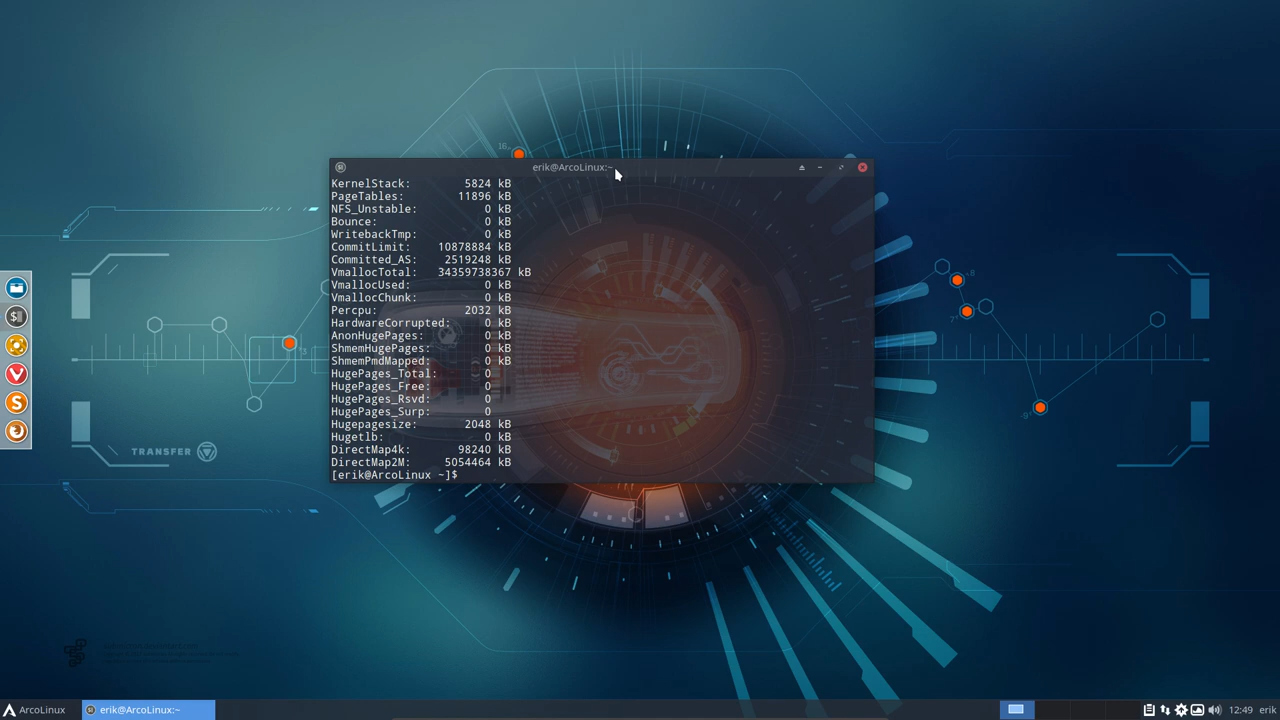 16
erik@ArcoLinux:~
KernelStack: 5824 kB
PageTables: 11896 kB
NFS_Unstable: 0 kB
Bounce: 0 kB
WritebackTmp: 0 kB
CommitLimit: 10878884 kB
Committed_AS: 2519248 kB
VmallocTotal: 34359738367 kB
VmallocUsed: 0 kB
VmallocChunk: 0 kB
Percpu: 2032 kB
HardwareCorrupted: 0 kB
AnonHugePages: 0 kB
ShmemHugePages: 0 kB
ShmemPmdMapped: 0 kB
HugePages_Total: 0
HugePages_Free: 0
HugePages_Rsvd: 0
HugePages_Surp: 0
Hugepagesize: 2048 kB
Hugetlb: 0 kB
DirectMap4k: 98240 kB
DirectMap2M: 5054464 kB
[erik@ArcoLinux ~]$
TRANSFER
ArcoLinux
erik@ArcoLinux:~
12:49
erik